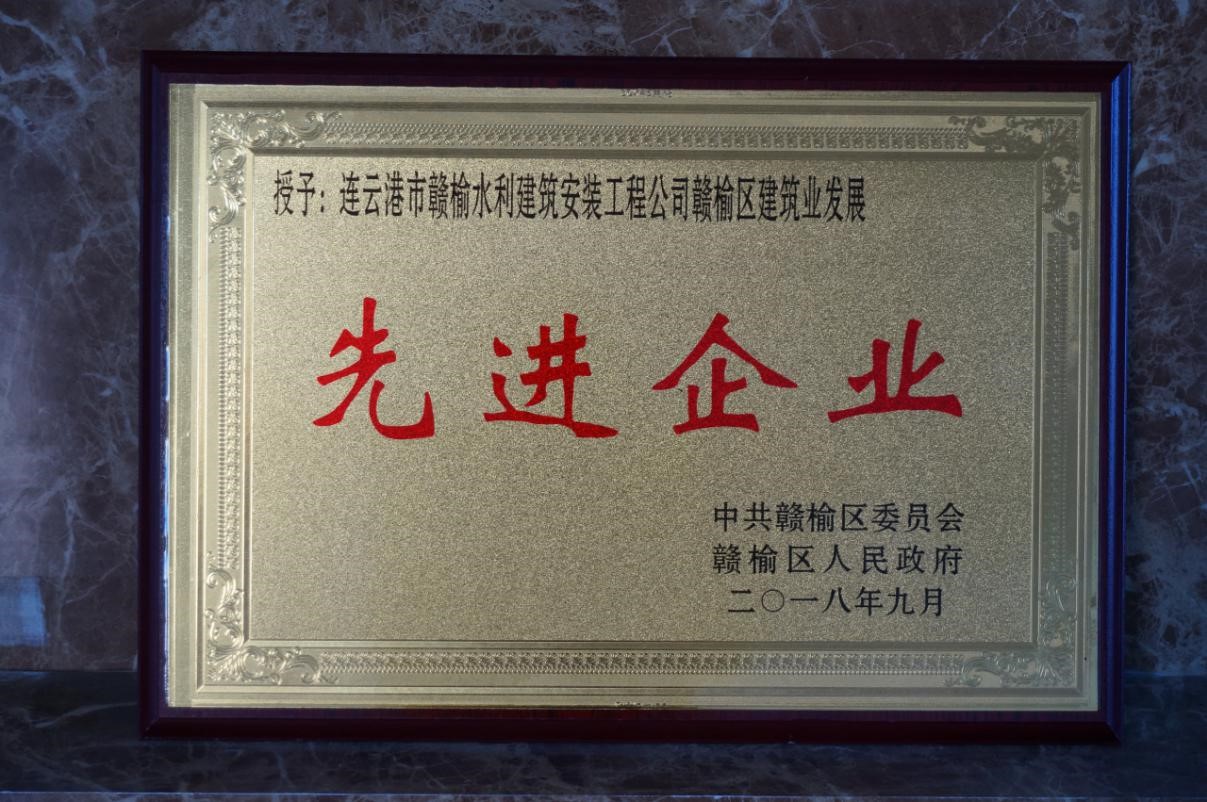 授予：连云港市赣榆水利建筑安装工程公司赣榆区建筑业发展
先进企业
中共赣榆区委员会
赣榆区人民政府
二〇一八年九月